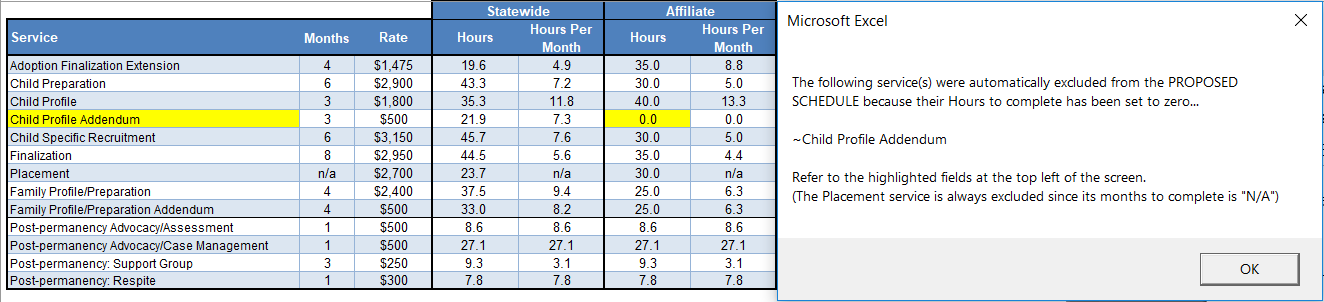 Statewide Affiliate
Service Months Rate Hours Hours Per Month Hours Hours Per Month
Adoption Finalization Extension 4 $1,475 19.6 4.9 35.0 8.8
Child Preparation 6 $2,900 43.3 7.2 30.0 5.0
Child Profile 3 $1,800 35.3 11.8 40.0 13.3
Child Profile Addendum 3 $500 21.9 7.3 0.0 0.0
Child Specific Recruitment 6 $3,150 45.7 7.6 30.0 5.0
Finalization 8 $2,950 44.5 5.6 35.0 4.4
Placement n/a $2,700 23.7 n/a 30.0 n/a
Family Profile/Preparation 4 $2,400 37.5 9.4 25.0 6.3
Family Profile/Preparation Addendum 4 $500 33.0 8.2 25.0 6.3
Post-permanency Advocacy/Assessment 1 $500 8.6 8.6 8.6 8.6
Post-permanency Advocacy/Case Management 1 $500 27.1 27.1 27.1 27.1
Post-permanency: Support Group 3 $250 9.3 3.1 9.3 3.1
Post-permanency: Respite 1 $300 7.8 7.8 7.8 7.8
Microsoft Excel
The following service(s) were automatically excluded from the PROPOSED
SCHEDULE because their Hours to complete has been set to zero...
~Child Profile Addendum
Refer to the highlighted fields at the top left of the screen.
(The Placement service is always excluded since its months to complete is "N/A")
OK